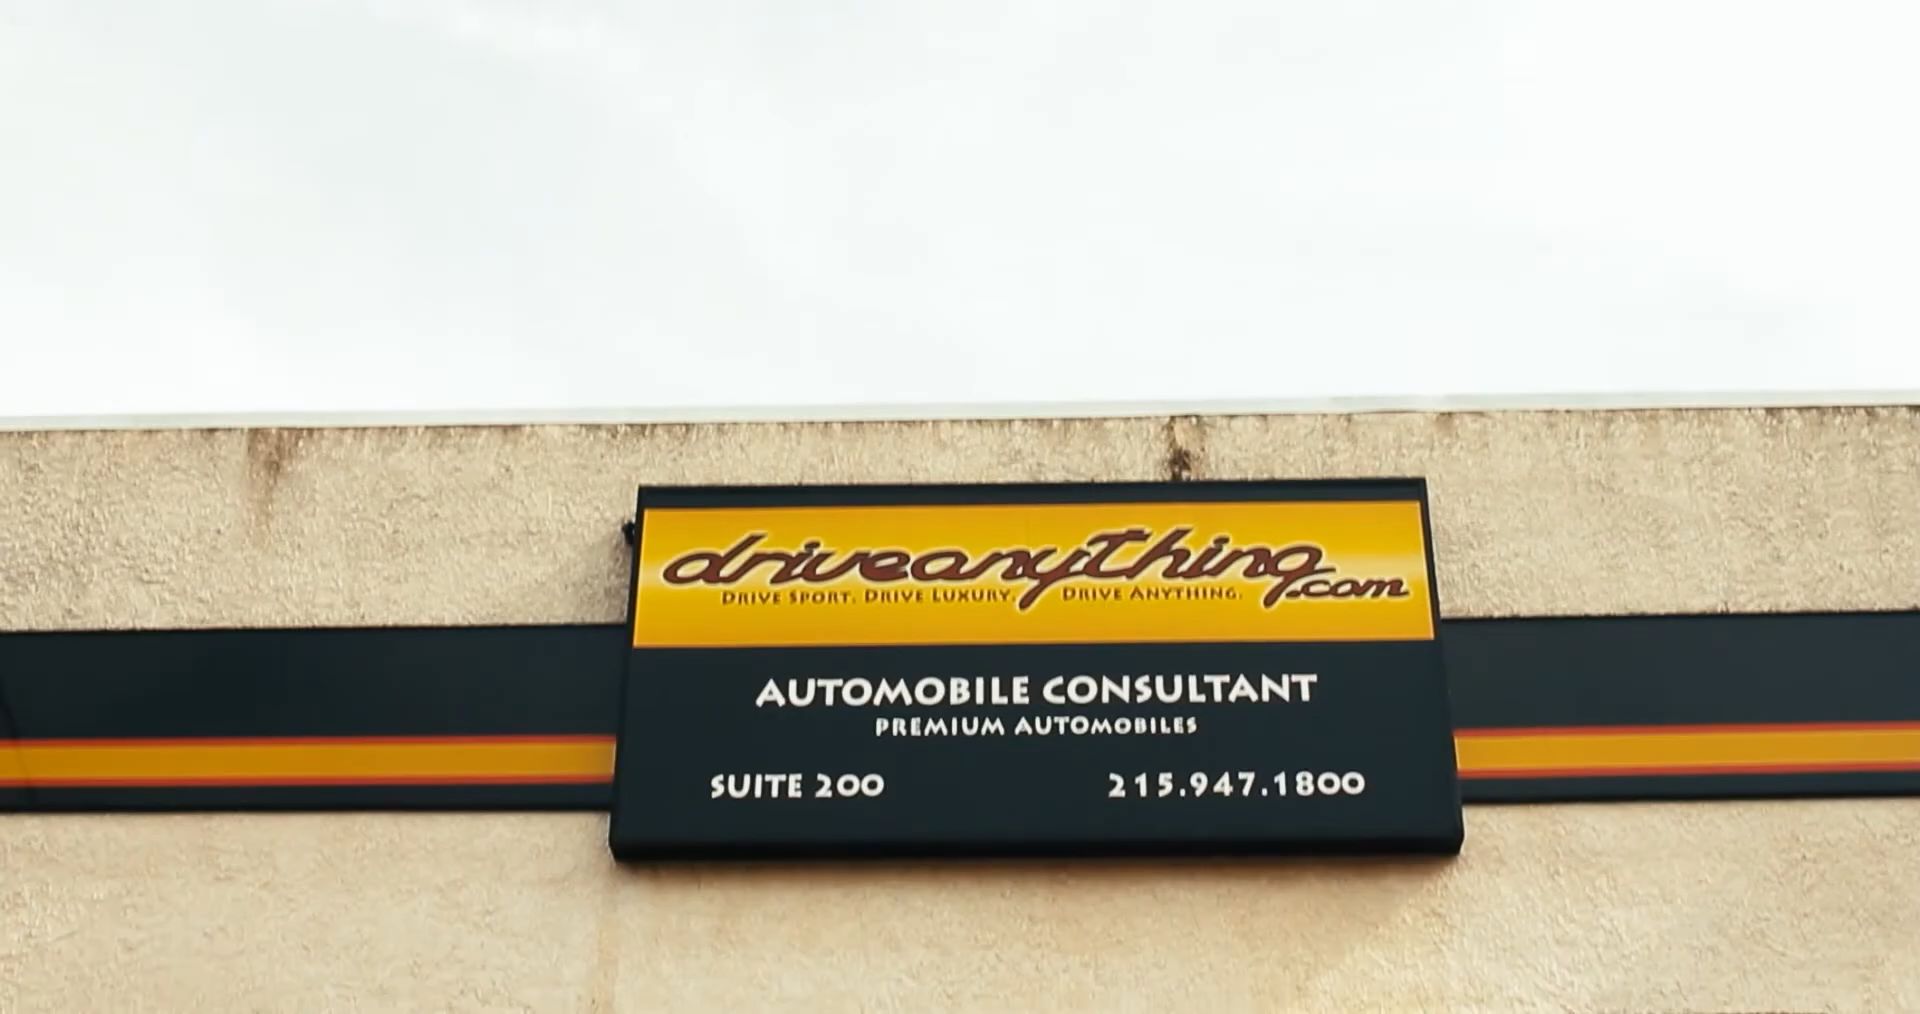 driveanything.com
DRIVE SPORT. DRIVE LUXURY. DRIVE ANYTHING.
AUTOMOBILE CONSULTANT
PREMIUM AUTOMOBILES
SUITE 200 215.947.1800